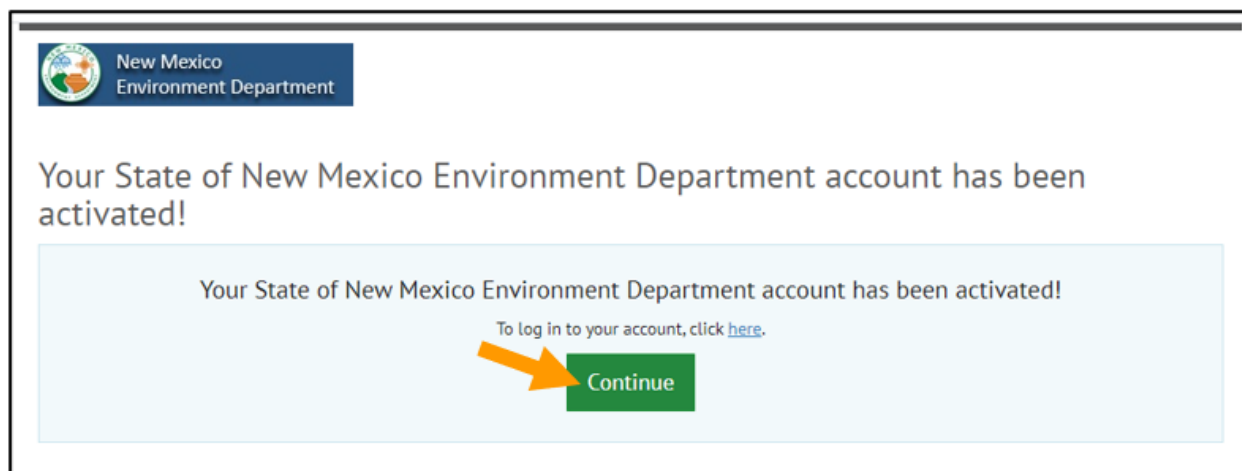 New Mexico
Environment Department
Your State of New Mexico Environment Department account has been
activated!
Your State of New Mexico Environment Department account has been activated!
To log in to your account, click here.
Continue